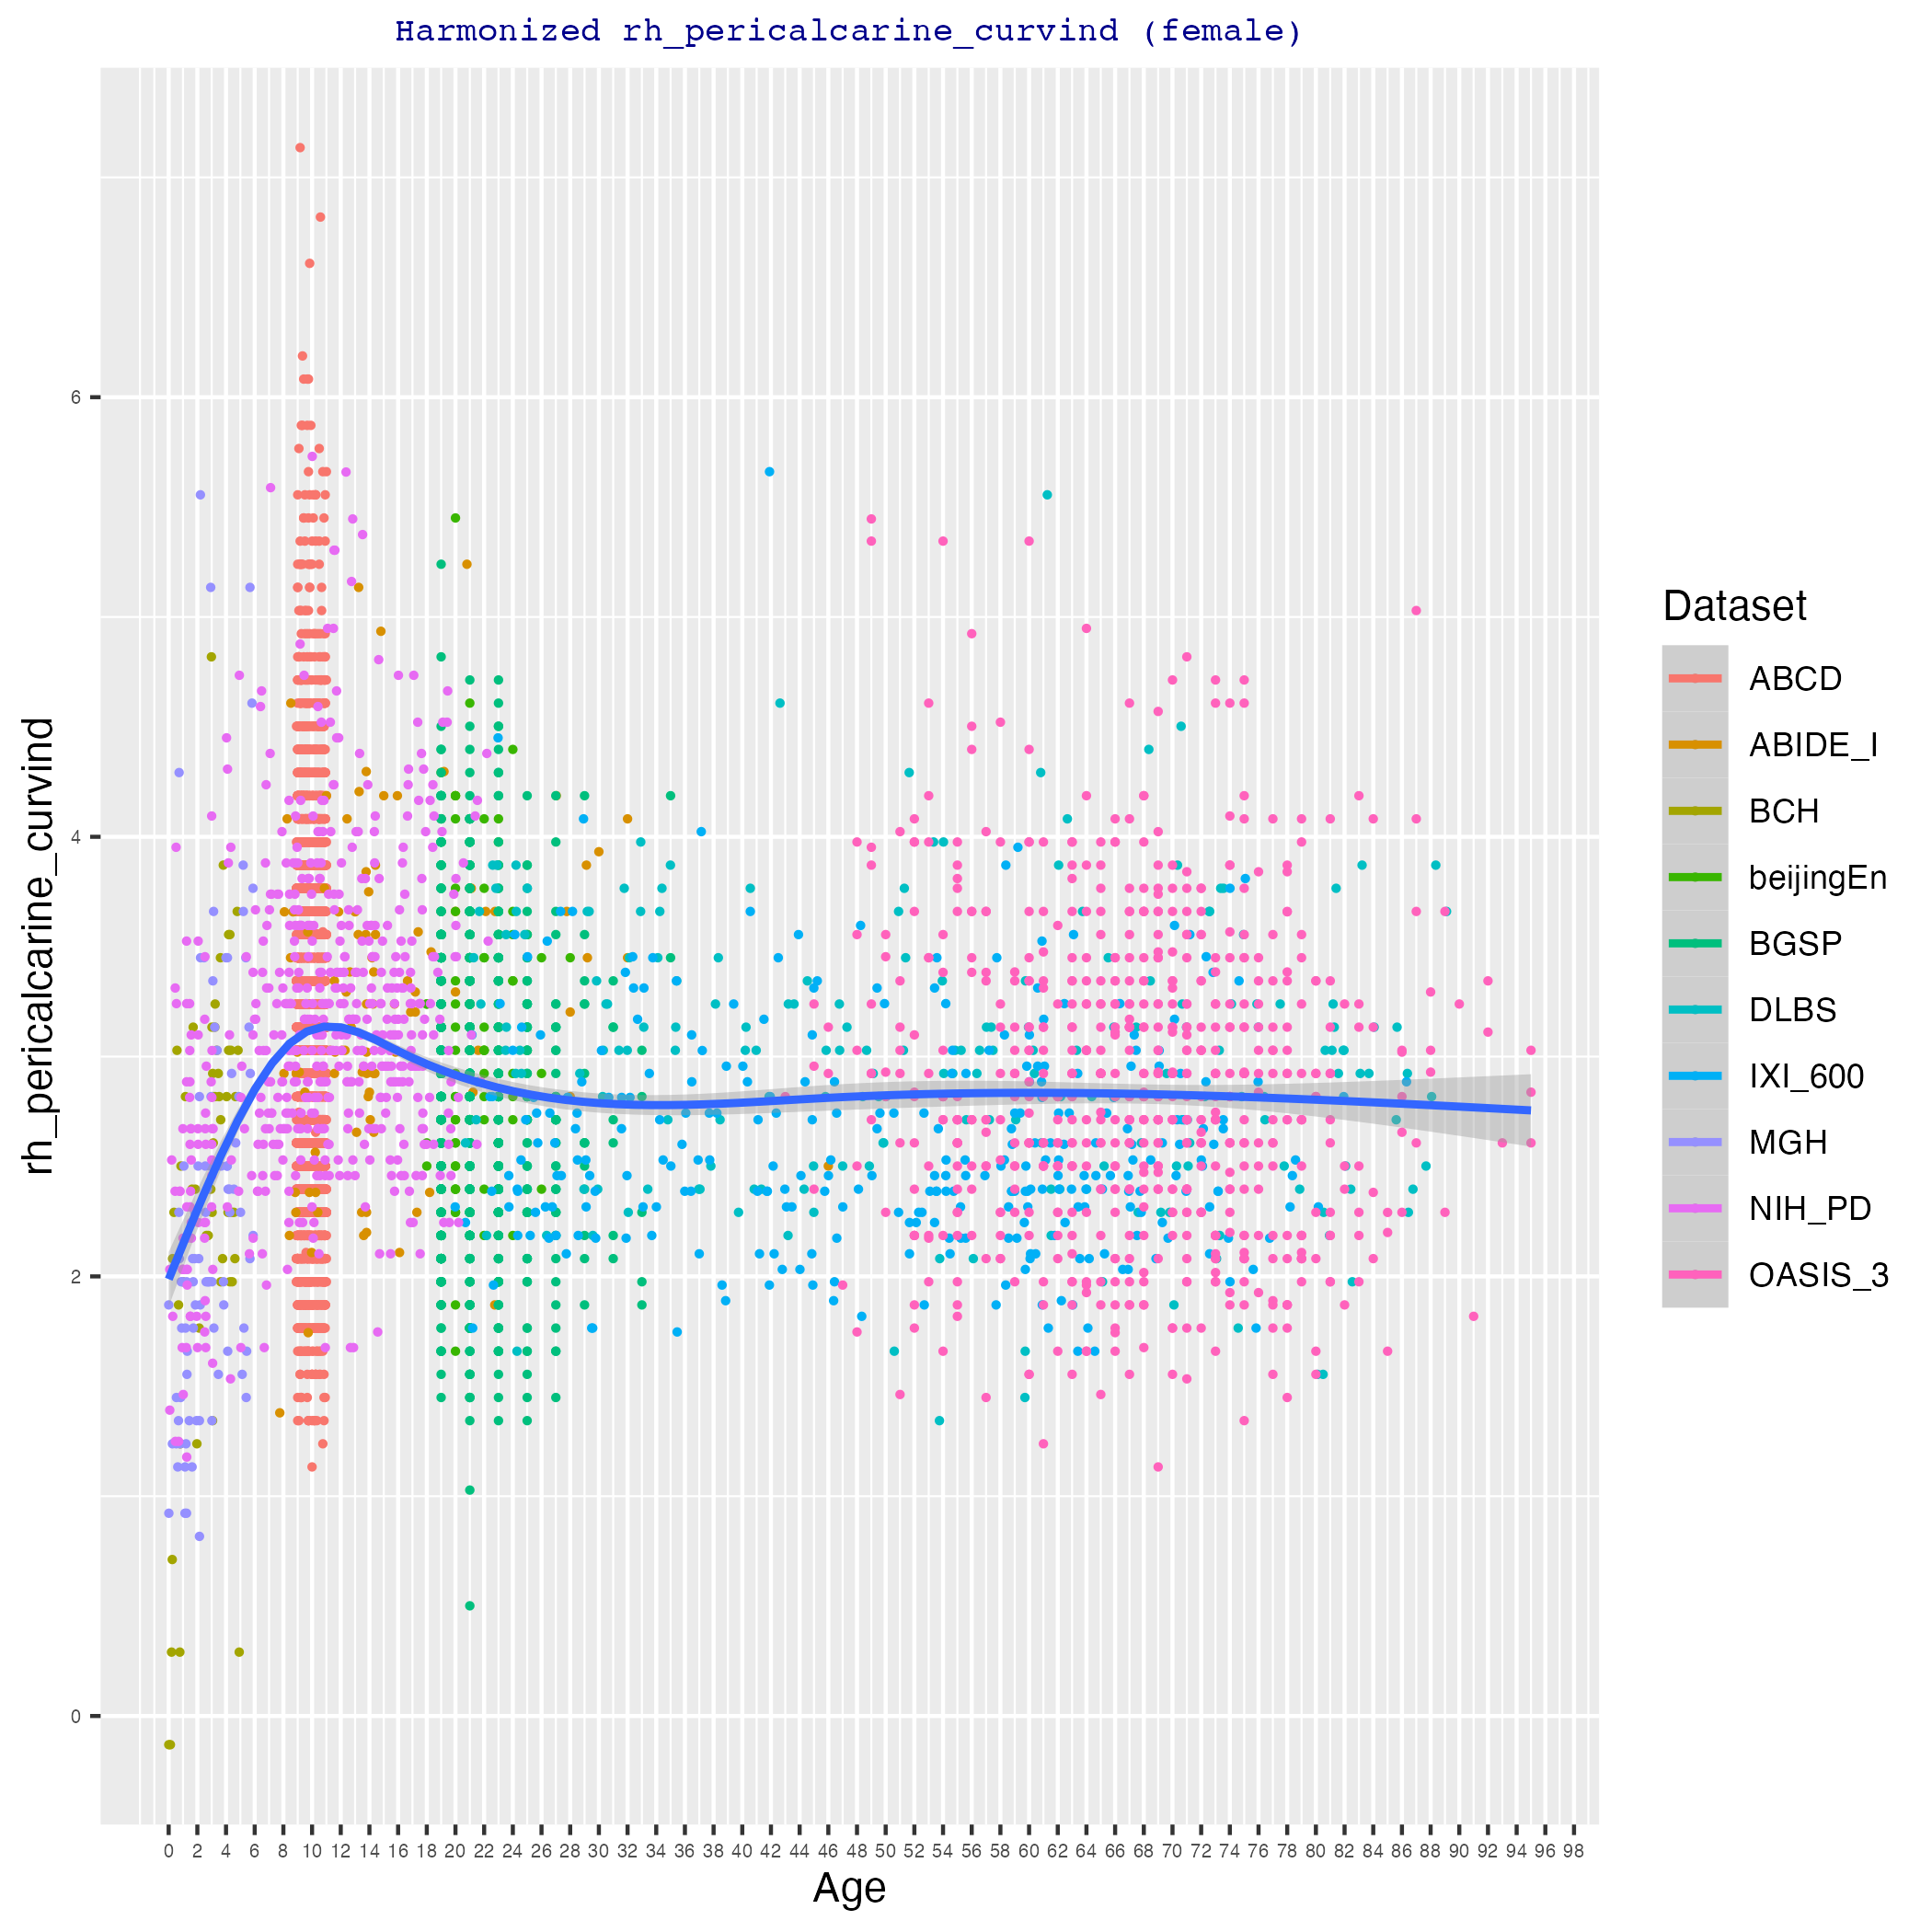 Harmonized rh_pericalcarine_curvind (female)
rh_pericalcarine_curvind
6
4
2
0
0 2 4 6 8 10 12 14 16 18 20 22 24 26 28 30 32 34 36 38 40 42 44 46 48 50 52 54 56 58 60 62 64 66 68 70 72 74 76 78 80 82 84 86 88 90 92 94 96 98
Age
Dataset
ABCD
ABIDE_I
BCH
beijingEn
BGSP
DLBS
IXI_600
MGH
NIH_PD
OASIS_3